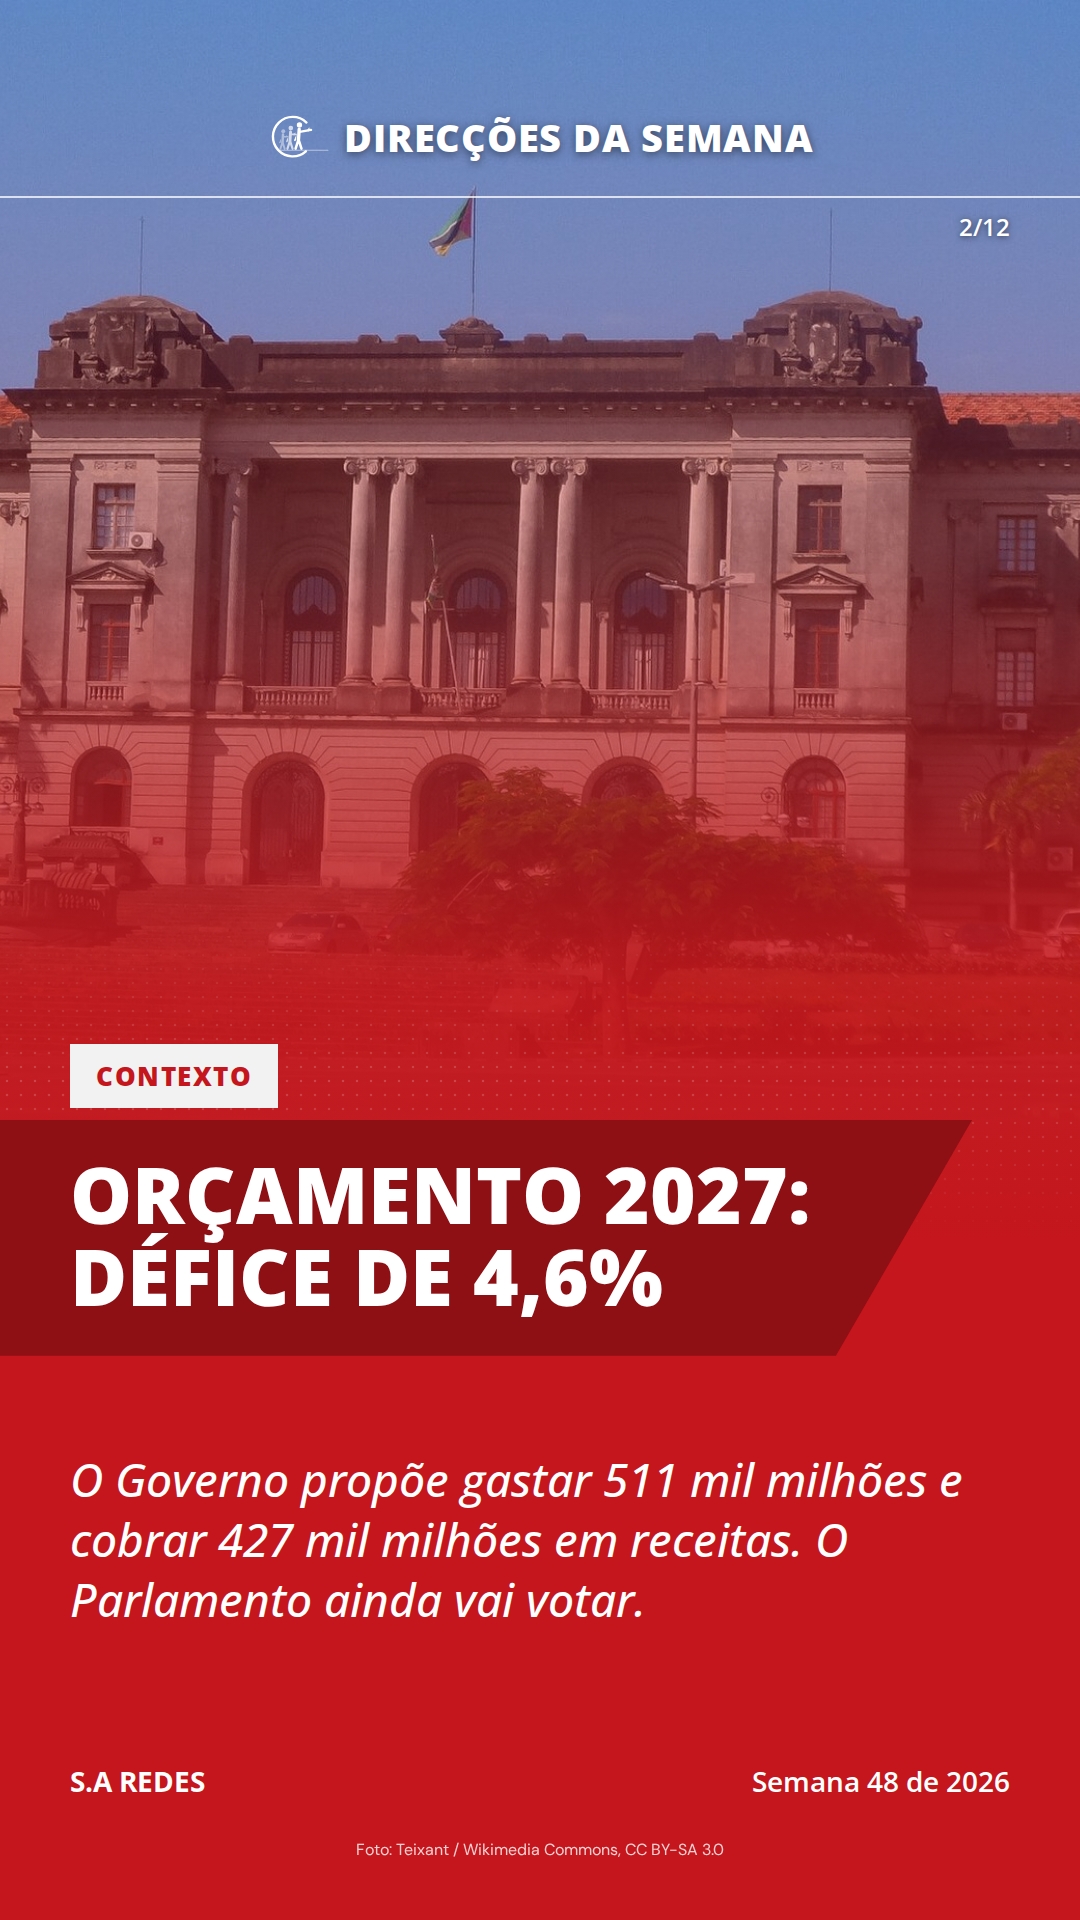 DIRECÇÕES DA SEMANA
2/12
CONTEXTO
ORÇAMENTO 2027:
DÉFICE DE 4,6%
O Governo propõe gastar 511 mil milhões e
cobrar 427 mil milhões em receitas. O
Parlamento ainda vai votar.
S.A REDES
Semana 48 de 2026
Foto: Teixant / Wikimedia Commons, CC BY-SA 3.0